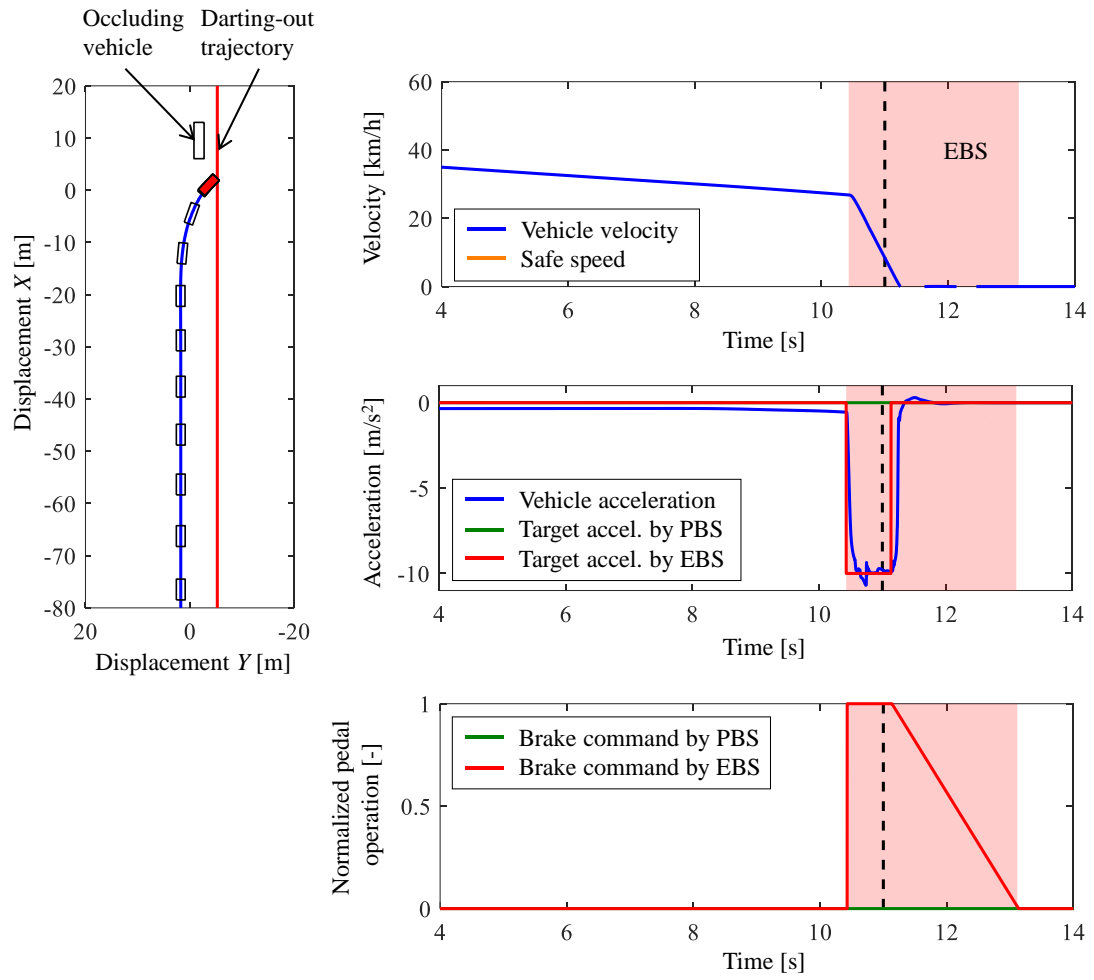 Occluding
vehicle
Darting-out
trajectory
20
10
0
-10
-20
-30
-40
-50
-60
-70
-80
20
0
-20
Displacement X [m]
Displacement Y [m]
60
40
20
0
Velocity [km/h]
EBS
Vehicle velocity
Safe speed
4
6
8
10
12
14
Time [s]
0
-5
-10
Acceleration [m/s²]
Vehicle acceleration
Target accel. by PBS
Target accel. by EBS
4
6
8
10
12
14
Time [s]
1
0.5
0
Normalized pedal
operation [-]
Brake command by PBS
Brake command by EBS
4
6
8
10
12
14
Time [s]